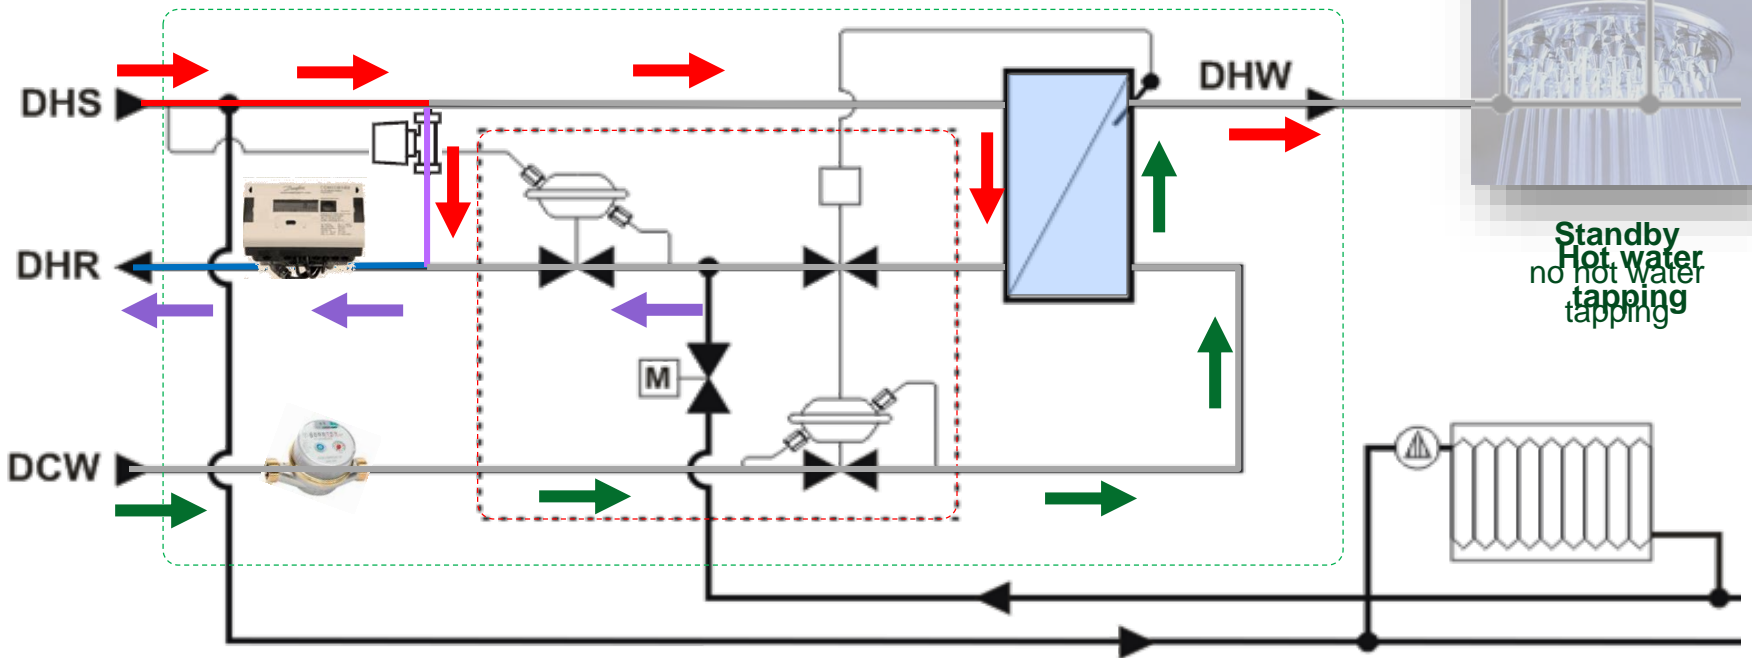 DHS
DHW
DHR
Standby
Hot water
no hot water
tapping
tapping
M
DCW